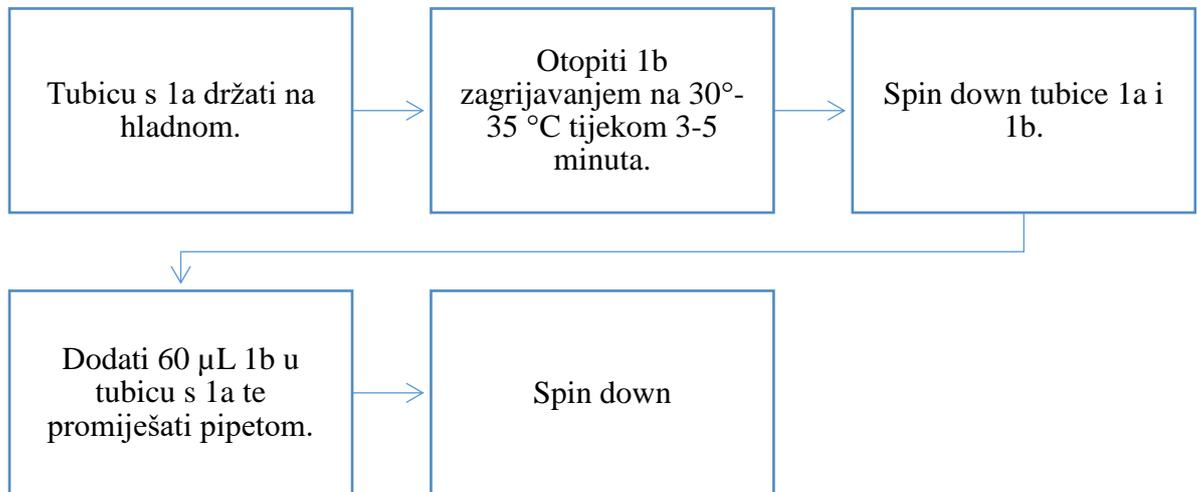 Tubicu s 1a držati na
hladnom.
Otopiti 1b
zagrijavanjem na 30°-
35 °C tijekom 3-5
minuta.
Spin down tubice 1a i
1b.
Dodati 60 µL 1b u
tubicu s 1a te
promiješati pipetom.
Spin down